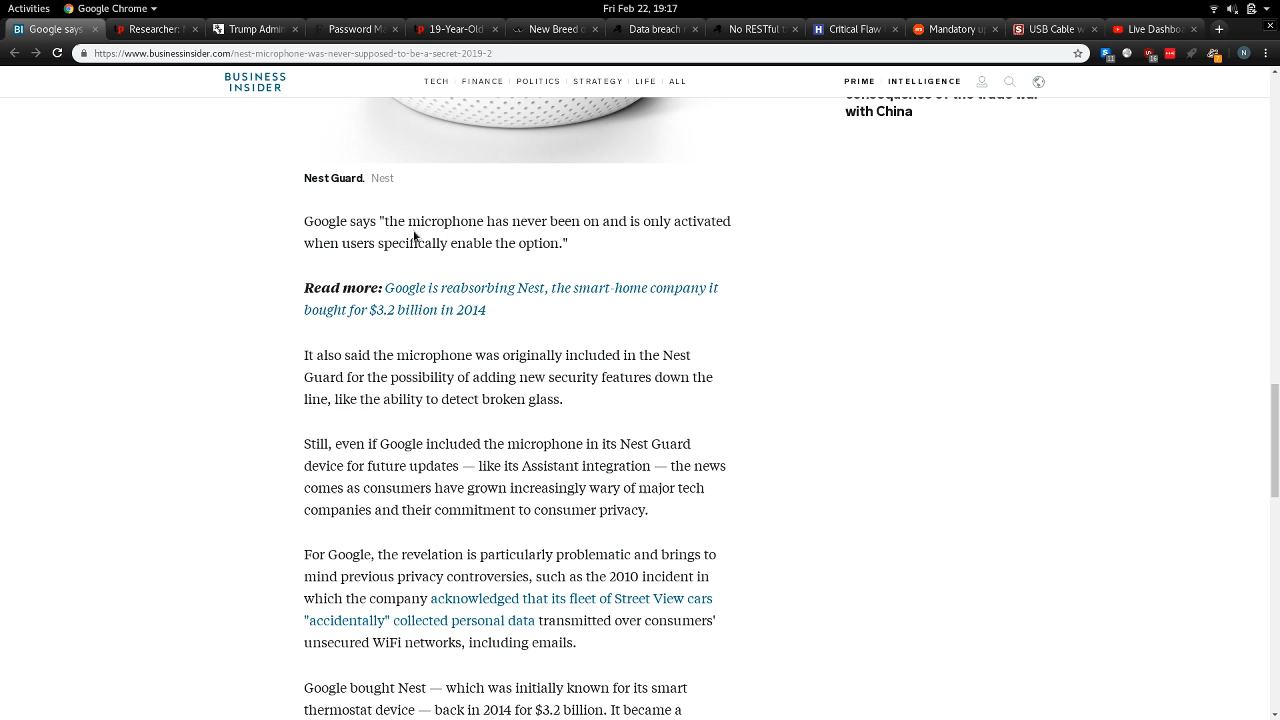 Activities
Google Chrome
Fri Feb 22, 19:17
Google says
Researcher:
Trump Admin
Password M
19-Year-Old
New Breed o
Data breach
No RESTful
Critical Flaw
Mandatory u
USB Cable w
Live Dashbo
https://www.businessinsider.com/nest-microphone-was-never-supposed-to-be-a-secret-2019-2
BUSINESS
INSIDER
TECH FINANCE POLITICS STRATEGY LIFE ALL
PRIME INTELLIGENCE
consequence of the trade war
with China
Nest Guard. Nest
Google says "the microphone has never been on and is only activated
when users specifically enable the option."
Read more: Google is reabsorbing Nest, the smart-home company it
bought for $3.2 billion in 2014
It also said the microphone was originally included in the Nest
Guard for the possibility of adding new security features down the
line, like the ability to detect broken glass.
Still, even if Google included the microphone in its Nest Guard
device for future updates — like its Assistant integration — the news
comes as consumers have grown increasingly wary of major tech
companies and their commitment to consumer privacy.
For Google, the revelation is particularly problematic and brings to
mind previous privacy controversies, such as the 2010 incident in
which the company acknowledged that its fleet of Street View cars
"accidentally" collected personal data transmitted over consumers'
unsecured WiFi networks, including emails.
Google bought Nest — which was initially known for its smart
thermostat device — back in 2014 for $3.2 billion. It became a